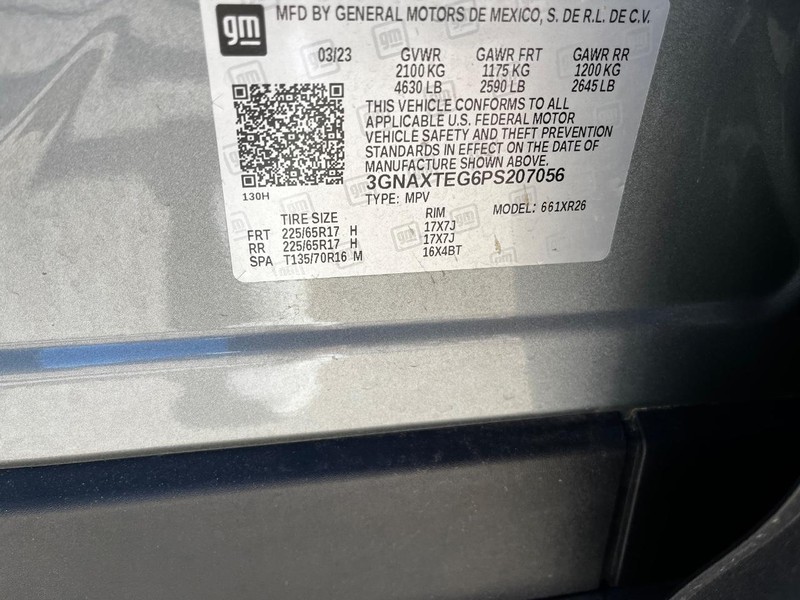 gm MFD BY GENERAL MOTORS DE MEXICO, S. DE R.L. DE C.V.
03/23 GVWR GAWR FRT GAWR RR
2100 KG 1175 KG 1200 KG
4630 LB 2590 LB 2645 LB
THIS VEHICLE CONFORMS TO ALL
APPLICABLE U.S. FEDERAL MOTOR
VEHICLE SAFETY AND THEFT PREVENTION
STANDARDS IN EFFECT ON THE DATE OF
MANUFACTURE SHOWN ABOVE.
3GNAXTEG6PS207056
130H
TYPE: MPV MODEL: 661XR26
TIRE SIZE RIM
FRT 225/65R17 H 17X7J
RR 225/65R17 H 17X7J
SPA T135/70R16 M 16X4BT